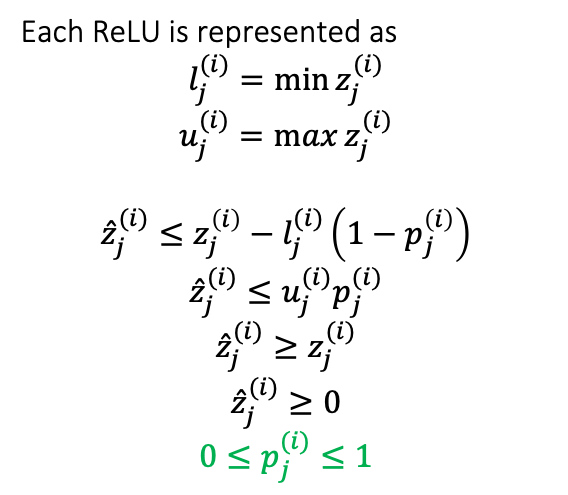 Each ReLU is represented as
l_j^{(i)} = min z_j^{(i)}
u_j^{(i)} = max z_j^{(i)}
ẑ_j^{(i)} ≤ z_j^{(i)} − l_j^{(i)} (1 − p_j^{(i)})
ẑ_j^{(i)} ≤ u_j^{(i)} p_j^{(i)}
ẑ_j^{(i)} ≥ z_j^{(i)}
ẑ_j^{(i)} ≥ 0
0 ≤ p_j^{(i)} ≤ 1